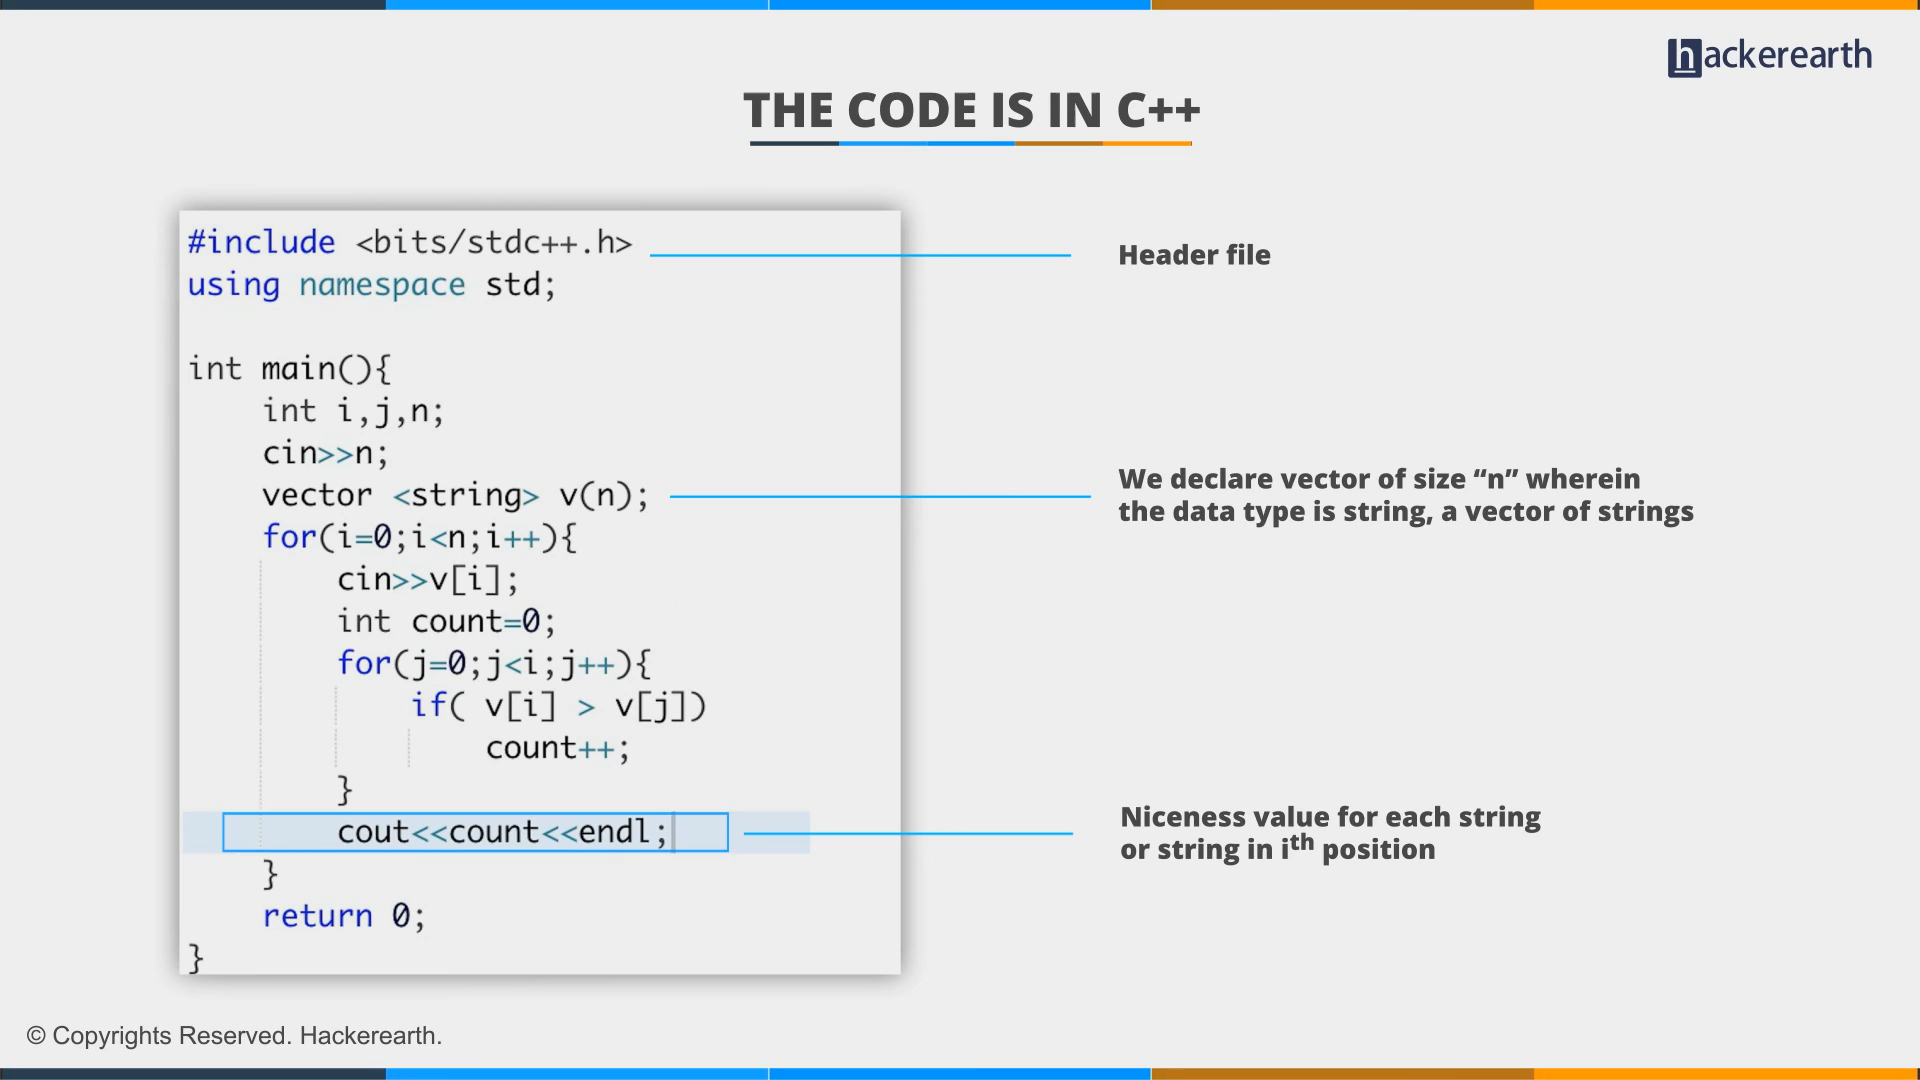 hackerearth
THE CODE IS IN C++
#include <bits/stdc++.h>
using namespace std;
int main(){
    int i,j,n;
    cin>>n;
    vector <string> v(n);
    for(i=0;i<n;i++){
        cin>>v[i];
        int count=0;
        for(j=0;j<i;j++){
            if( v[i] > v[j])
                count++;
        }
        cout<<count<<endl;
    }
    return 0;
}
Header file
We declare vector of size “n” wherein
the data type is string, a vector of strings
Niceness value for each string
or string in ith position
© Copyrights Reserved. Hackerearth.